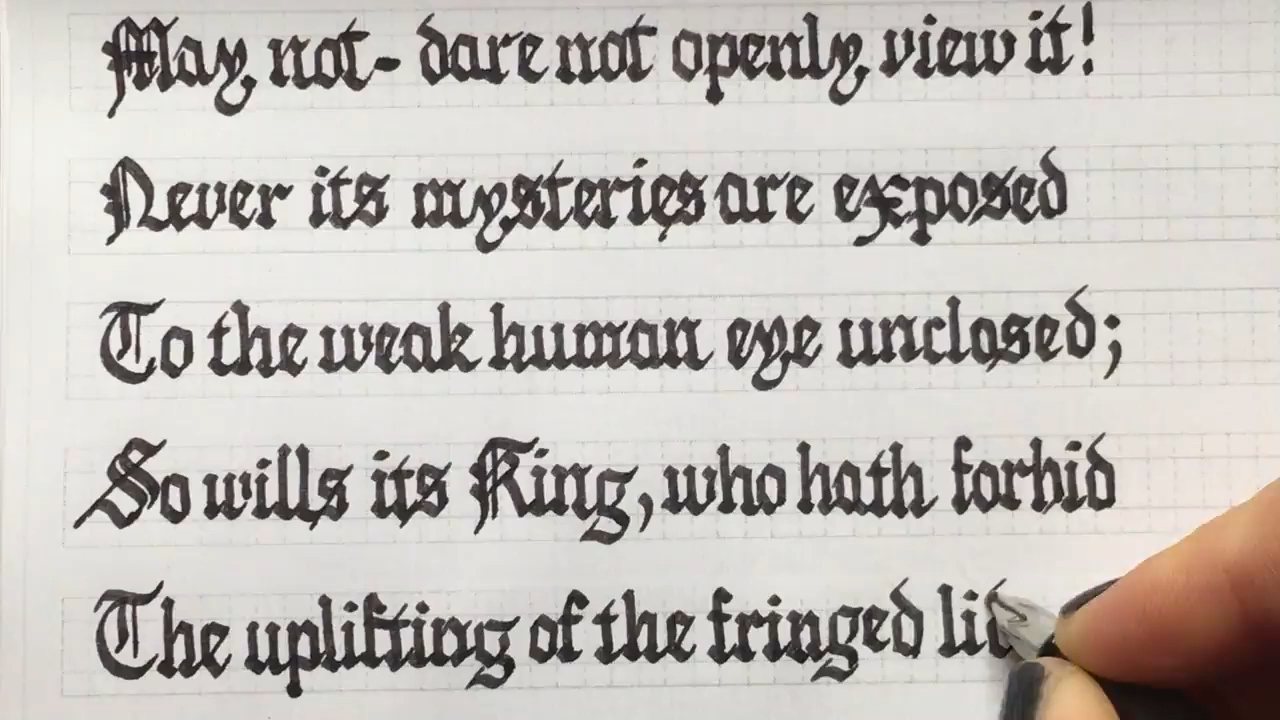 May not- dare not openly view it!
Never its mysteries are exposed
To the weak human eye unclosed;
So wills its King, who hath forbid
The uplifting of the fringed lid